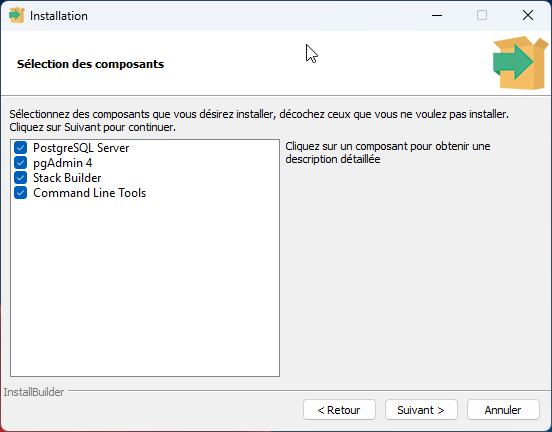 Installation
Sélection des composants
Sélectionnez des composants que vous désirez installer, décochez ceux que vous ne voulez pas installer.
Cliquez sur Suivant pour continuer.
PostgreSQL Server
pgAdmin 4
Stack Builder
Command Line Tools
Cliquez sur un composant pour obtenir une
description détaillée
InstallBuilder
< Retour
Suivant >
Annuler